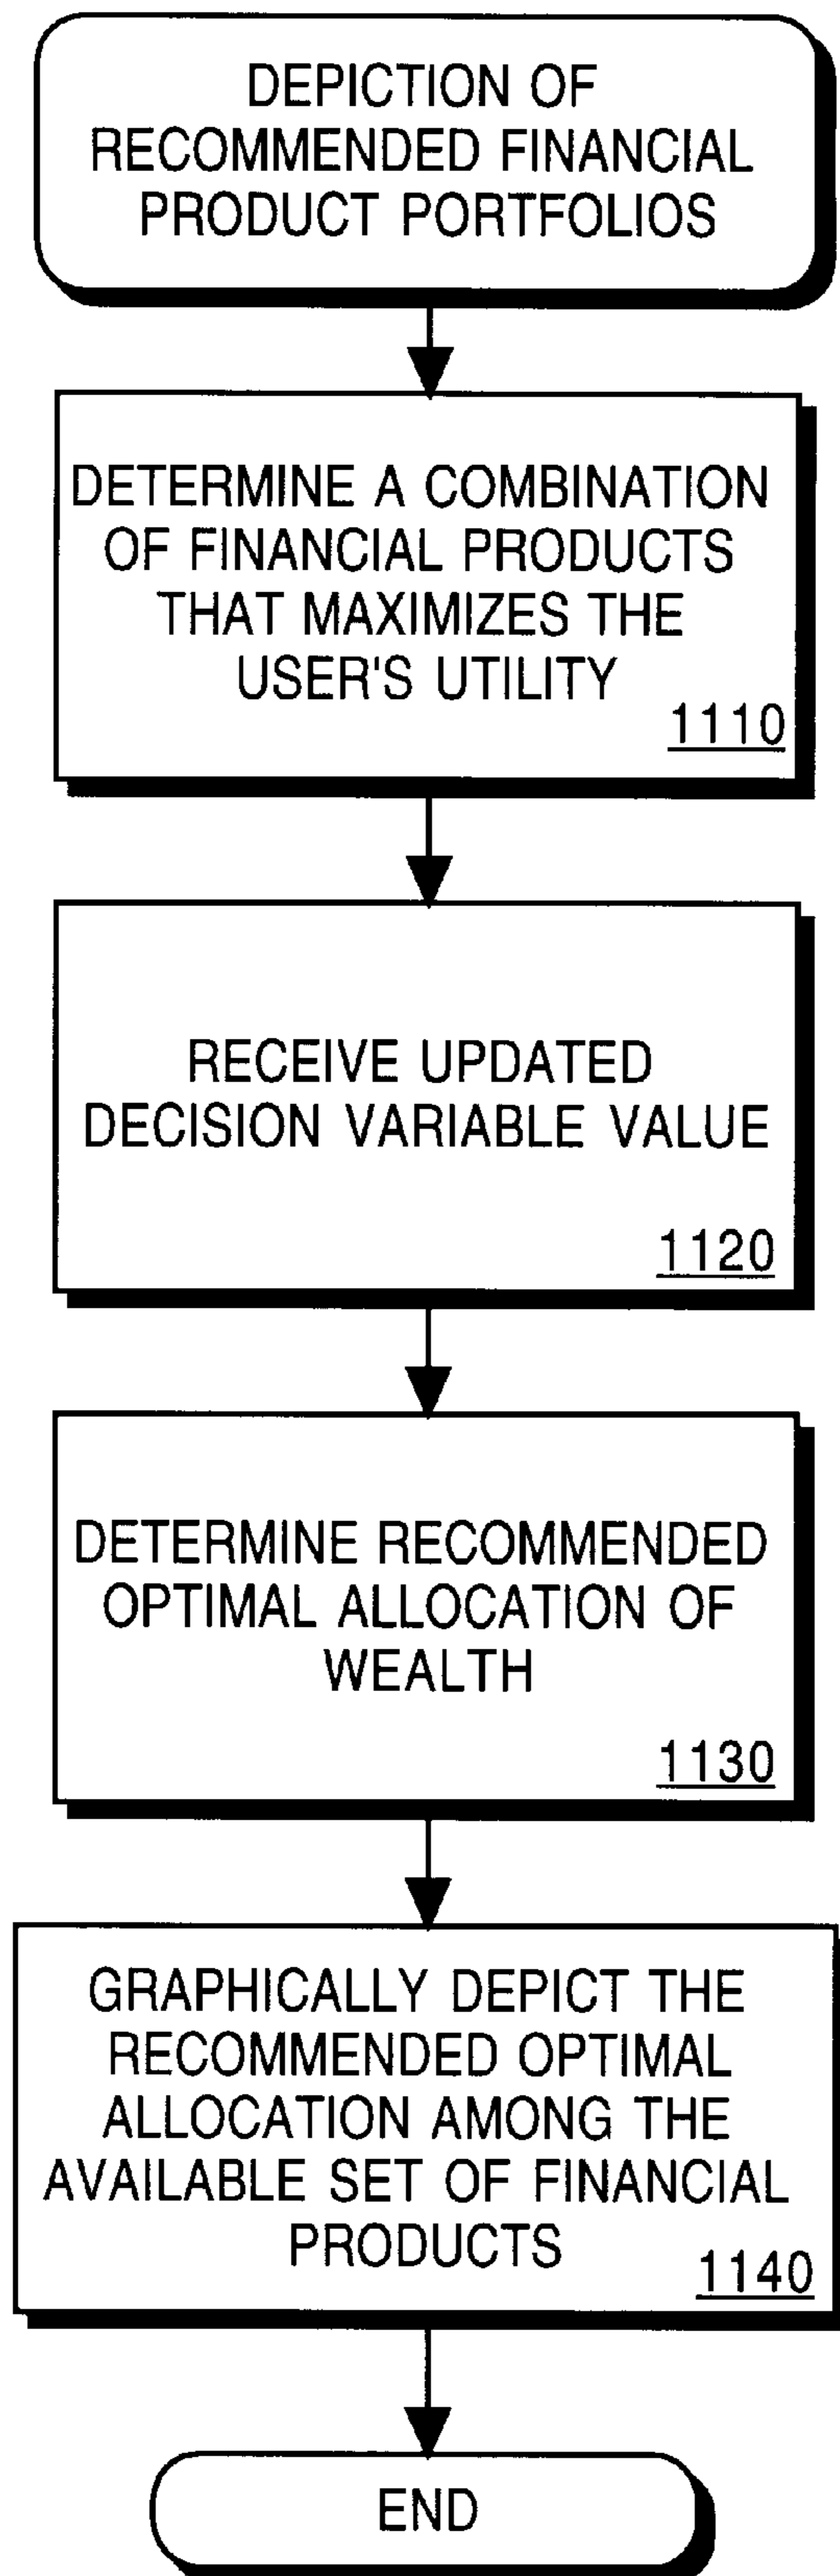 DEPICTION OF
RECOMMENDED FINANCIAL
PRODUCT PORTFOLIOS
DETERMINE A COMBINATION
OF FINANCIAL PRODUCTS
THAT MAXIMIZES THE
USER'S UTILITY
1110
RECEIVE UPDATED
DECISION VARIABLE VALUE
1120
DETERMINE RECOMMENDED
OPTIMAL ALLOCATION OF
WEALTH
1130
GRAPHICALLY DEPICT THE
RECOMMENDED OPTIMAL
ALLOCATION AMONG THE
AVAILABLE SET OF FINANCIAL
PRODUCTS
1140
END